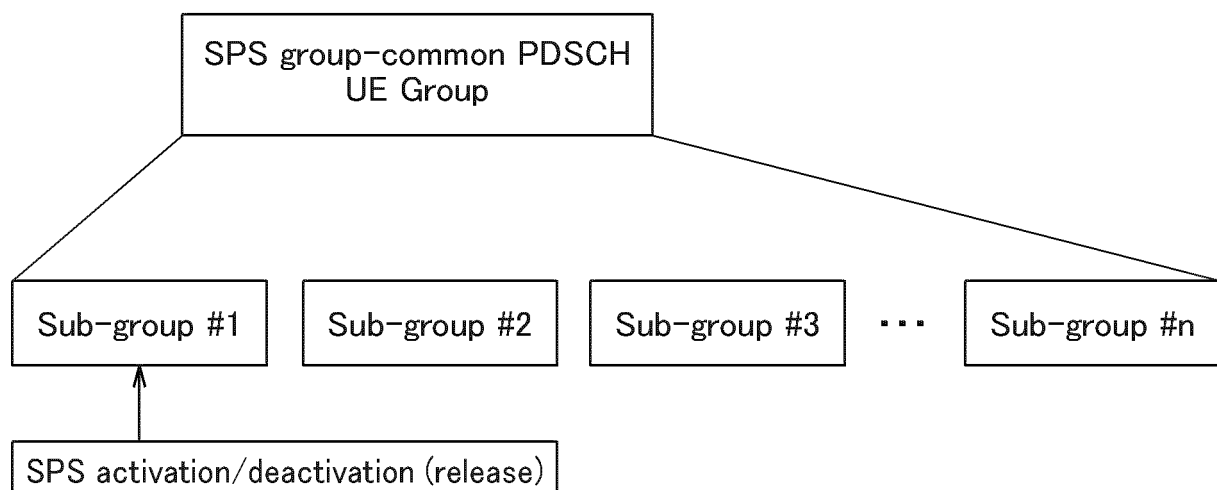 SPS group-common PDSCH
UE Group
Sub-group #1
Sub-group #2
Sub-group #3
...
Sub-group #n
SPS activation/deactivation (release)